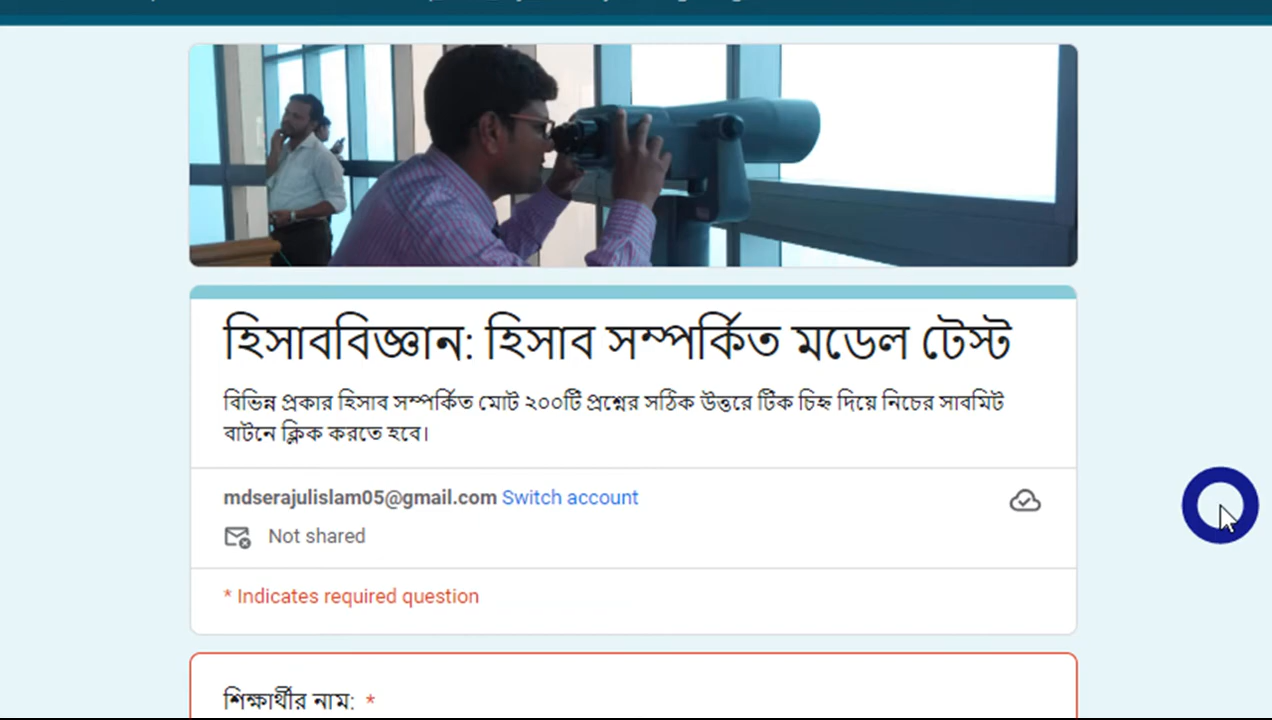 হিসাববিজ্ঞান: হিসাব সম্পর্কিত মডেল টেস্ট
বিভিন্ন প্রকার হিসাব সম্পর্কিত মোট ২০০টি প্রশ্নের সঠিক উত্তরে টিক চিহ্ন দিয়ে নিচের সাবমিট
বাটনে ক্লিক করতে হবে।
mdserajulislam05@gmail.com Switch account
Not shared
* Indicates required question
শিক্ষার্থীর নাম: *